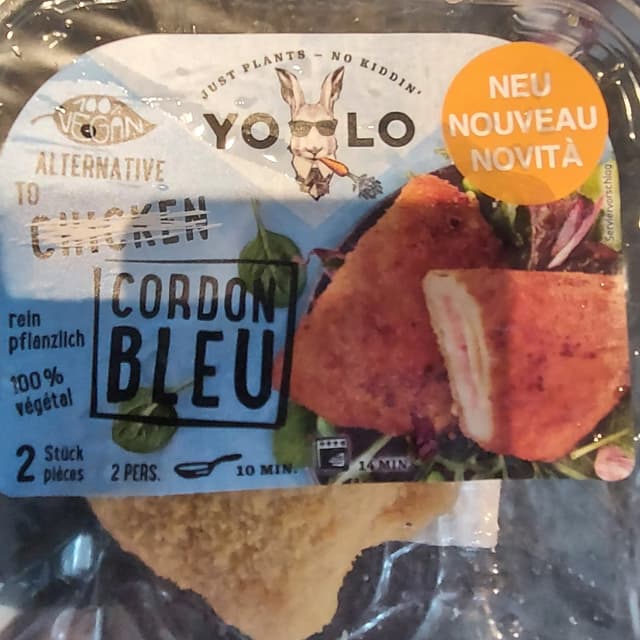 JUST PLANTS – NO KIDDIN'
YOLO
NEU
NOUVEAU
NOVITÀ
100%
VEGAN
ALTERNATIVE
TO
CHICKEN
CORDON
BLEU
rein
pflanzlich
100%
végétal
2 Stück
pièces
2 PERS.
10 MIN.
14 MIN
Serviervorschlag